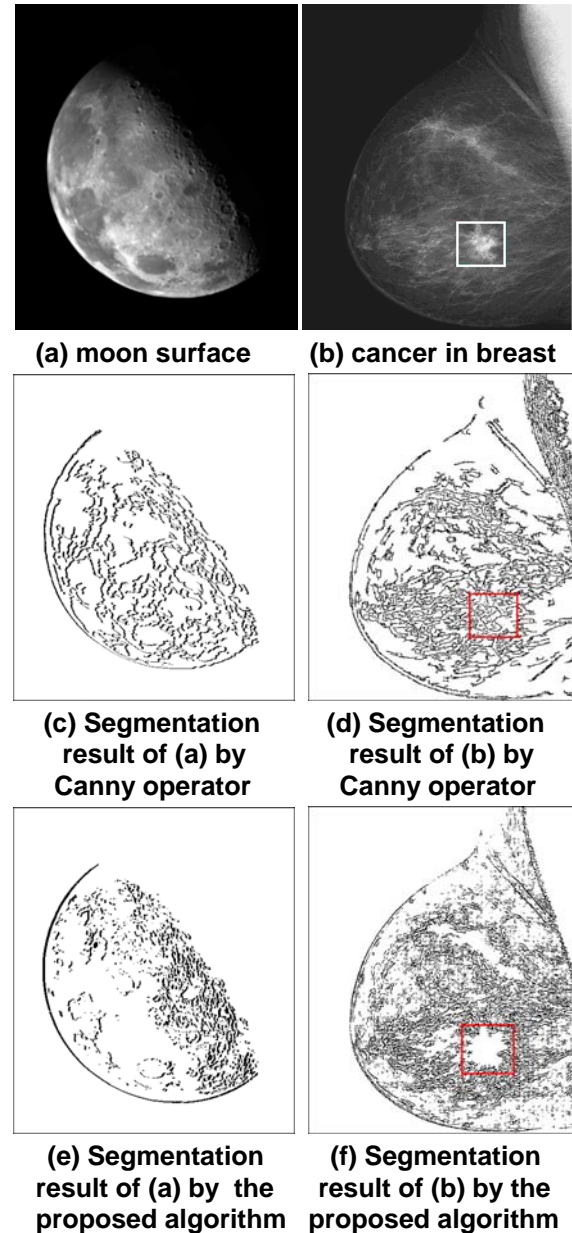 (a) moon surface
(b) cancer in breast
(c) Segmentation
result of (a) by
Canny operator
(d) Segmentation
result of (b) by
Canny operator
(e) Segmentation
result of (a) by the
proposed algorithm
(f) Segmentation
result of (b) by the
proposed algorithm